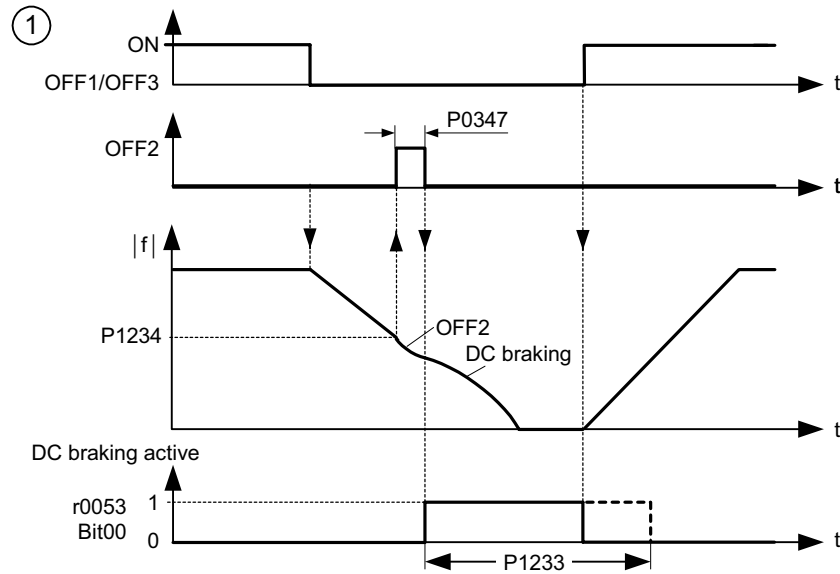 1
ON
OFF1/OFF3
t
P0347
OFF2
t
|f|
P1234
OFF2
DC braking
t
DC braking active
r0053
Bit00
1
0
t
P1233